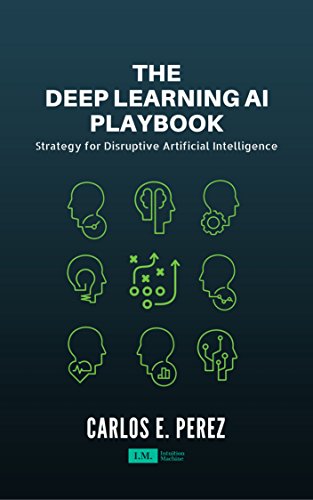 THE
DEEP LEARNING AI
PLAYBOOK
Strategy for Disruptive Artificial Intelligence
CARLOS E. PEREZ
I.M.
Intuition
Machine